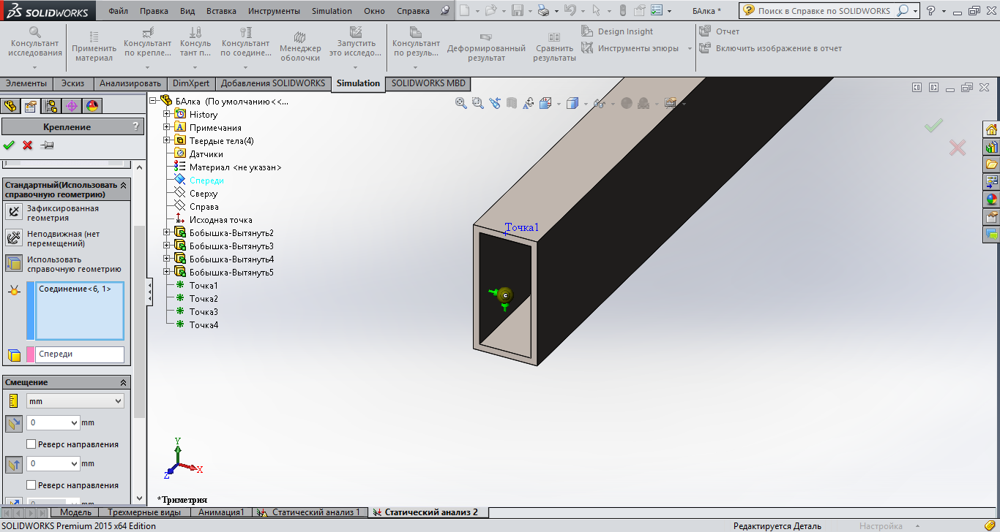 SOLIDWORKS
Файл Правка Вид Вставка Инструменты Simulation Окно Справка
БАлка *
Поиск в Справке по SOLIDWORKS
Консультант исследования
Применить материал
Консультант по крепле...
Консуль тант п...
Консультант по соедине...
Менеджер оболочки
Запустить это исследо...
Консультант по резуль...
Деформированный результат
Сравнить результаты
Design Insight
Инструменты эпюры
Отчет
Включить изображение в отчет
Элементы Эскиз Анализировать DimXpert Добавления SOLIDWORKS Simulation SOLIDWORKS MBD
Крепление ?
Стандартный(Использовать
справочную геометрию)
Зафиксированная
геометрия
Неподвижная (нет
перемещений)
Использовать
справочную геометрию
Соединение<6, 1>
Спереди
Смещение
mm
0 mm
Реверс направления
0 mm
Реверс направления
0 mm
БАлка (По умолчанию<<...
History
Примечания
Твердые тела(4)
Датчики
Материал <не указан>
Спереди
Сверху
Справа
Исходная точка
Бобышка-Вытянуть2
Бобышка-Вытянуть3
Бобышка-Вытянуть4
Бобышка-Вытянуть5
Точка1
Точка2
Точка3
Точка4
Точка1
Y
X
Z
*Триметрия
Модель Трехмерные виды Анимация1 Статический анализ 1 Статический анализ 2
SOLIDWORKS Premium 2015 x64 Edition
Редактируется Деталь
Настройка